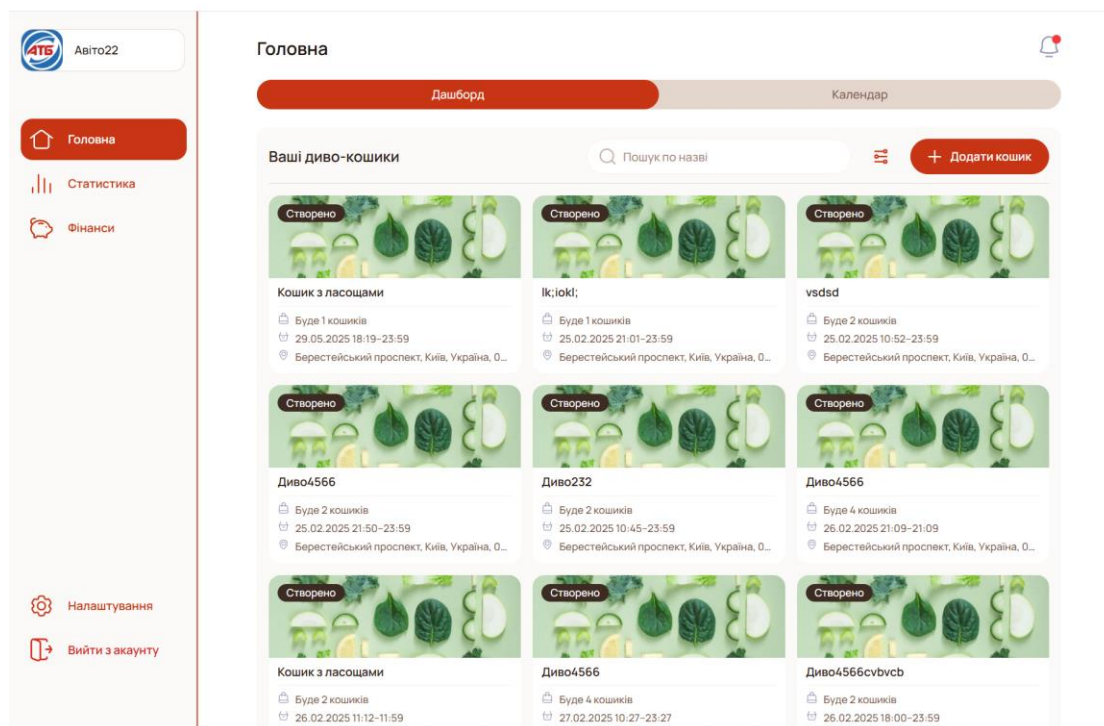 АТБ
Авіто22
Головна
Дашборд
Календар
Головна
Статистика
Фінанси
Налаштування
Вийти з акаунту
Ваші диво-кошики
Пошук по назві
+ Додати кошик
Створено
Кошик з ласощами
Буде 1 кошиків
29.05.2025 18:19-23:59
Берестейський проспект, Київ, Україна, 0...
Створено
lk;iokl;
Буде 1 кошиків
25.02.2025 21:01-23:59
Берестейський проспект, Київ, Україна, 0...
Створено
vsdsd
Буде 2 кошиків
25.02.2025 10:52-23:59
Берестейський проспект, Київ, Україна, 0...
Створено
Диво4566
Буде 2 кошиків
25.02.2025 21:50-23:59
Берестейський проспект, Київ, Україна, 0...
Створено
Диво232
Буде 2 кошиків
25.02.2025 10:45-23:59
Берестейський проспект, Київ, Україна, 0...
Створено
Диво4566
Буде 4 кошиків
26.02.2025 21:09-21:09
Берестейський проспект, Київ, Україна, 0...
Створено
Кошик з ласощами
Буде 2 кошиків
26.02.2025 11:12-11:59
Створено
Диво4566
Буде 4 кошиків
27.02.2025 10:27-23:27
Створено
Диво4566cvbvcb
Буде 2 кошиків
26.02.2025 18:00-23:59